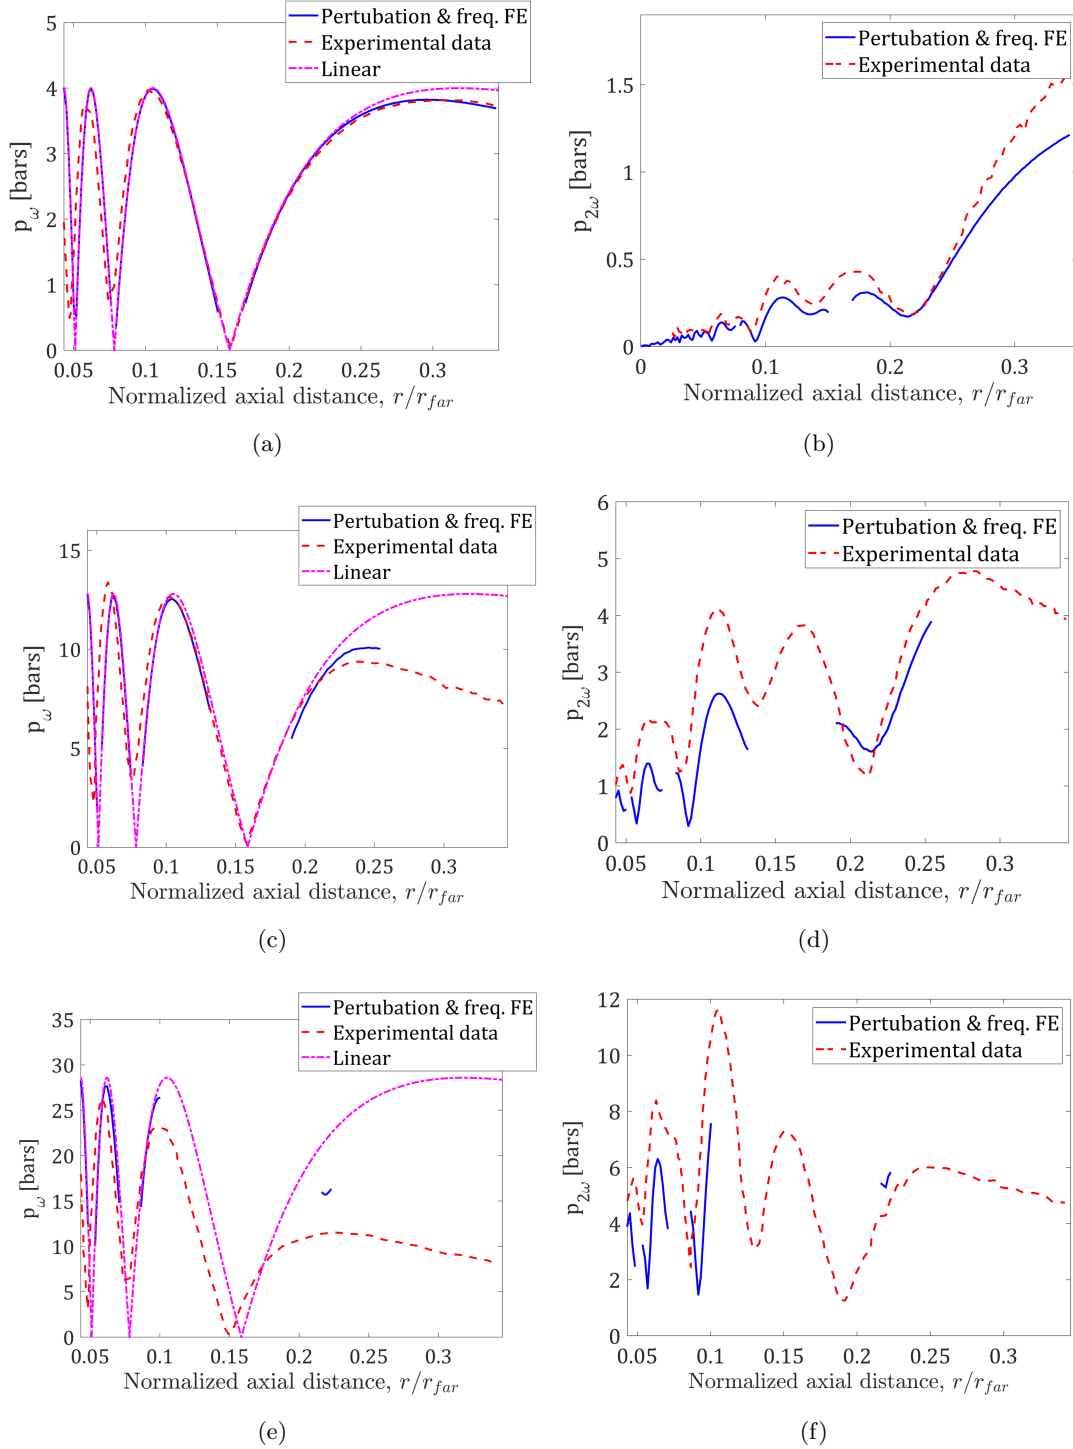 5
4
3
2
1
0
p_ω [bars]
0.05 0.1 0.15 0.2 0.25 0.3
Normalized axial distance, r/r_far
Pertubation & freq. FE
Experimental data
Linear
(a)
1.5
1
0.5
0
p_2ω [bars]
0 0.1 0.2 0.3
Normalized axial distance, r/r_far
Pertubation & freq. FE
Experimental data
(b)
15
10
5
0
p_ω [bars]
0.05 0.1 0.15 0.2 0.25 0.3
Normalized axial distance, r/r_far
Pertubation & freq. FE
Experimental data
Linear
(c)
6
5
4
3
2
1
0
p_2ω [bars]
0.05 0.1 0.15 0.2 0.25 0.3
Normalized axial distance, r/r_far
Pertubation & freq. FE
Experimental data
(d)
35
30
25
20
15
10
5
0
p_ω [bars]
0.05 0.1 0.15 0.2 0.25 0.3
Normalized axial distance, r/r_far
Pertubation & freq. FE
Experimental data
Linear
(e)
12
10
8
6
4
2
0
p_2ω [bars]
0.05 0.1 0.15 0.2 0.25 0.3
Normalized axial distance, r/r_far
Pertubation & freq. FE
Experimental data
(f)